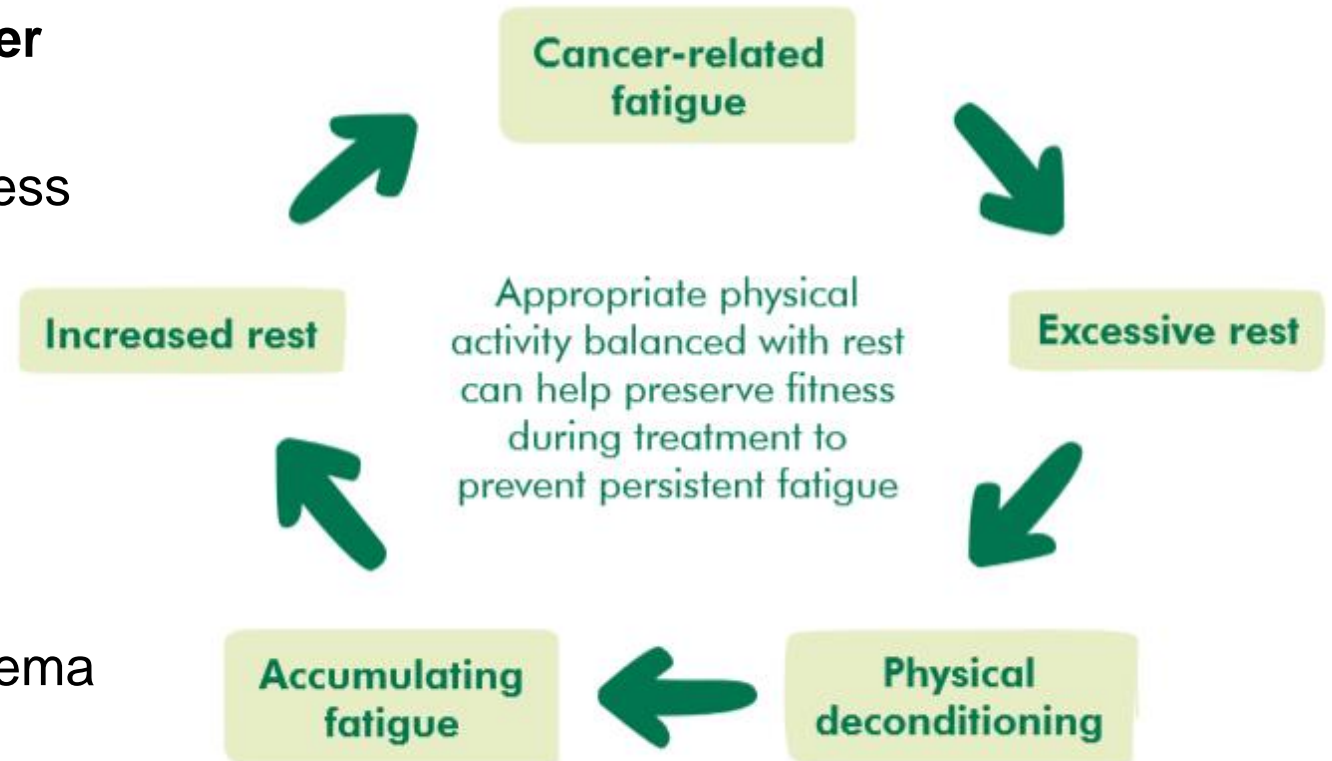 er
ess
ema
Cancer-related
fatigue
Excessive rest
Physical
deconditioning
Accumulating
fatigue
Increased rest
Appropriate physical
activity balanced with rest
can help preserve fitness
during treatment to
prevent persistent fatigue